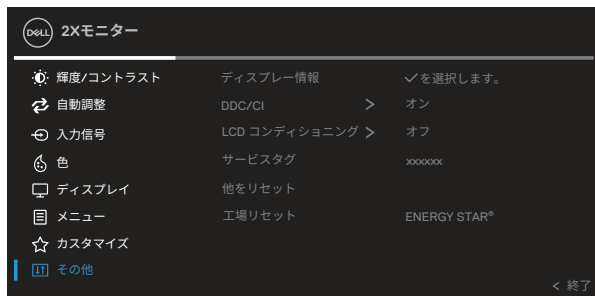 DELL 2Xモニター
輝度/コントラスト ディスプレー情報 ✓を選択します。
自動調整 DDC/CI > オン
入力信号 LCD コンディショニング > オフ
色 サービスタグ xxxxxx
ディスプレイ 他をリセット
メニュー 工場リセット ENERGY STAR®
カスタマイズ
その他
< 終了